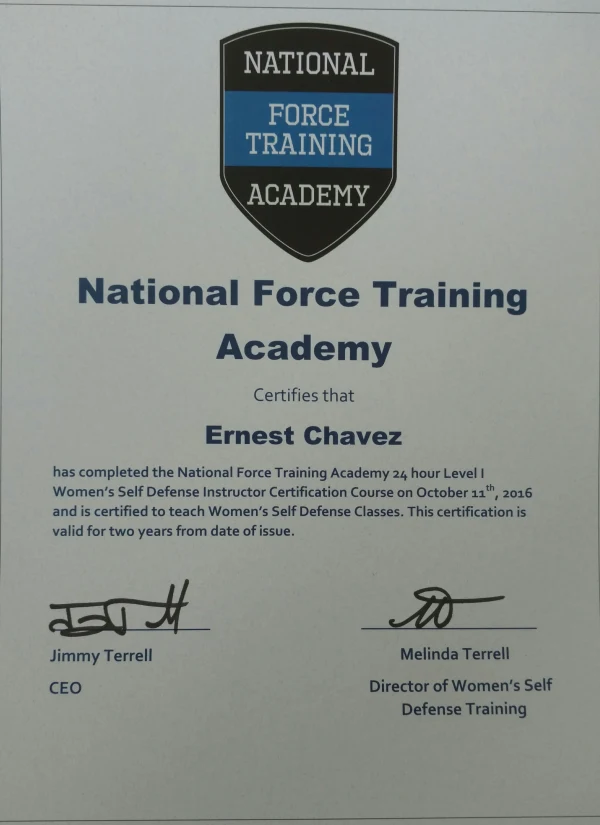 NATIONAL
FORCE
TRAINING
ACADEMY
National Force Training
Academy
Certifies that
Ernest Chavez
has completed the National Force Training Academy 24 hour Level I
Women's Self Defense Instructor Certification Course on October 11th, 2016
and is certified to teach Women's Self Defense Classes. This certification is
valid for two years from date of issue.
Jimmy Terrell
Melinda Terrell
CEO
Director of Women's Self
Defense Training